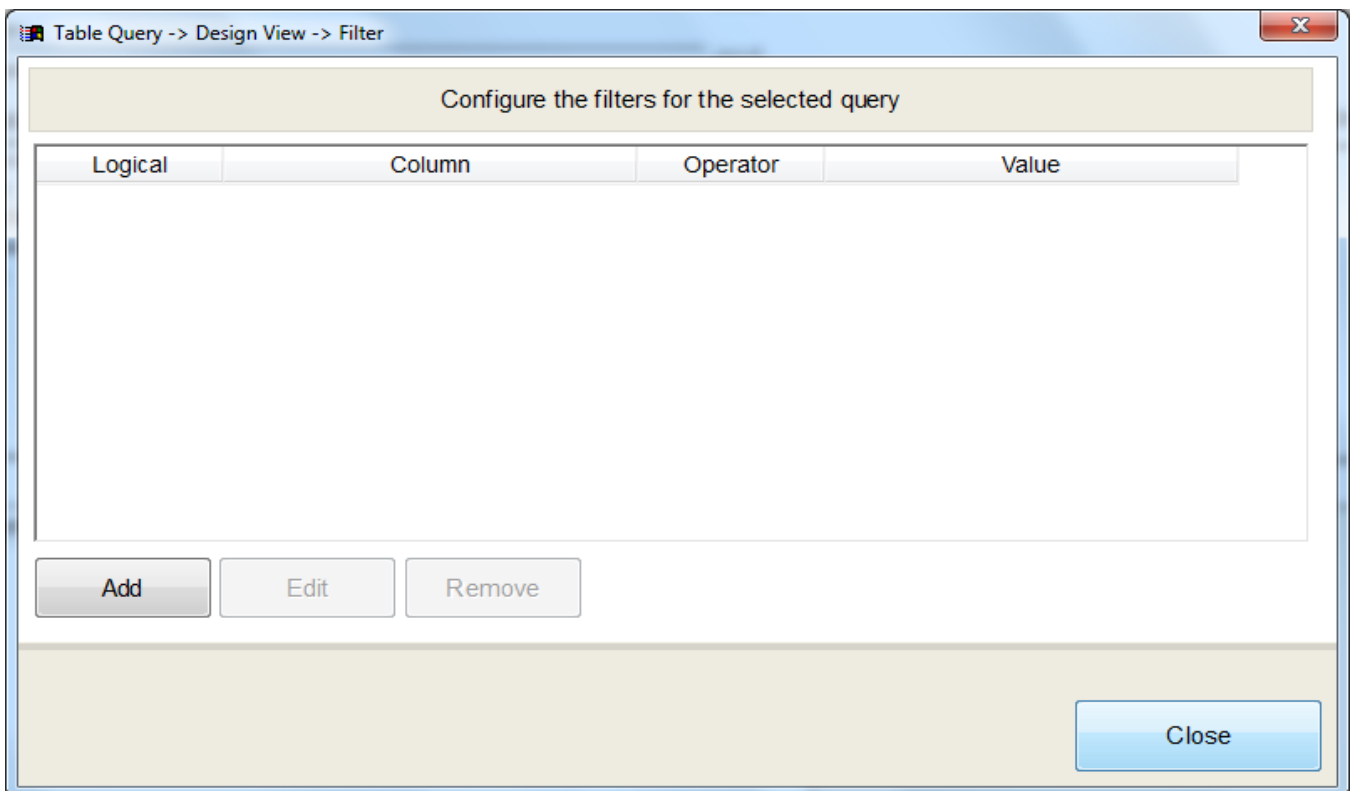 Table Query -> Design View -> Filter
Configure the filters for the selected query
Logical Column Operator Value
Add Edit Remove
Close